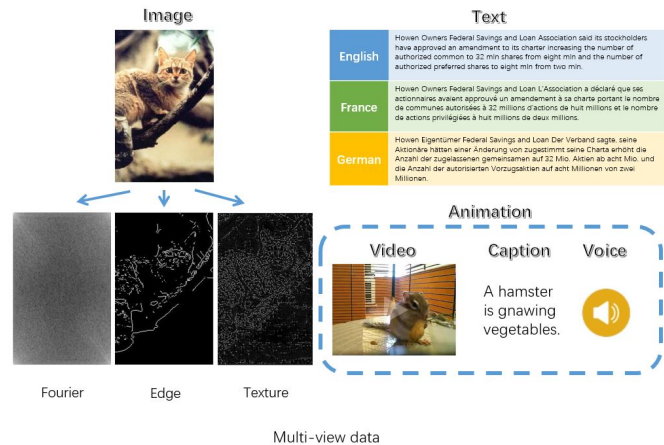 Image
Fourier
Edge
Texture
Text
English
Howen Owners Federal Savings and Loan Association said its stockholders
have approved an amendment to its charter increasing the number of
authorized common to 32 mln shares from eight mln and the number of
authorized preferred shares to eight mln from two mln.
France
Howen Owners Federal Savings and Loan L'Association a déclaré que ses
actionnaires avaient approuvé un amendement à sa charte portant le nombre
de communes autorisées à 32 millions d'actions de huit millions et le nombre
de actions privilégiées à huit millions de deux millions.
German
Howen Eigentümer Federal Savings and Loan Der Verband sagte, seine
Aktionäre hätten einer Änderung von zugestimmt seine Charta erhöht die
Anzahl der zugelassenen gemeinsamen auf 32 Mio. Aktien ab acht Mio. und
die Anzahl der autorisierten Vorzugsaktien auf acht Millionen von zwei
Millionen.
Animation
Video
Caption
A hamster
is gnawing
vegetables.
Voice
Multi-view data